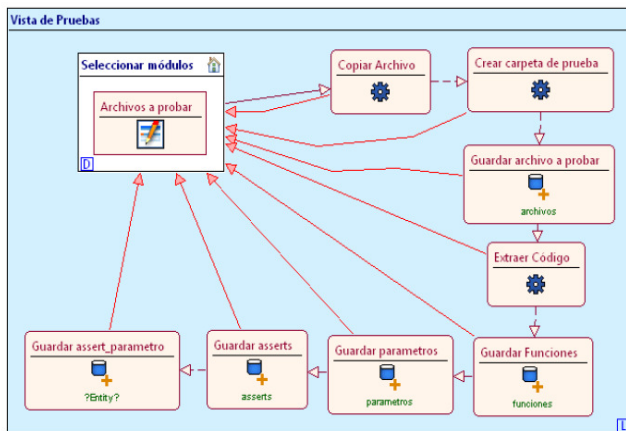 Vista de Pruebas
Seleccionar módulos
Archivos a probar
D
Copiar Archivo
Crear carpeta de prueba
Guardar archivo a probar
archivos
Extraer Código
Guardar assert_parametro
?Entity?
Guardar asserts
asserts
Guardar parametros
parametros
Guardar Funciones
funciones